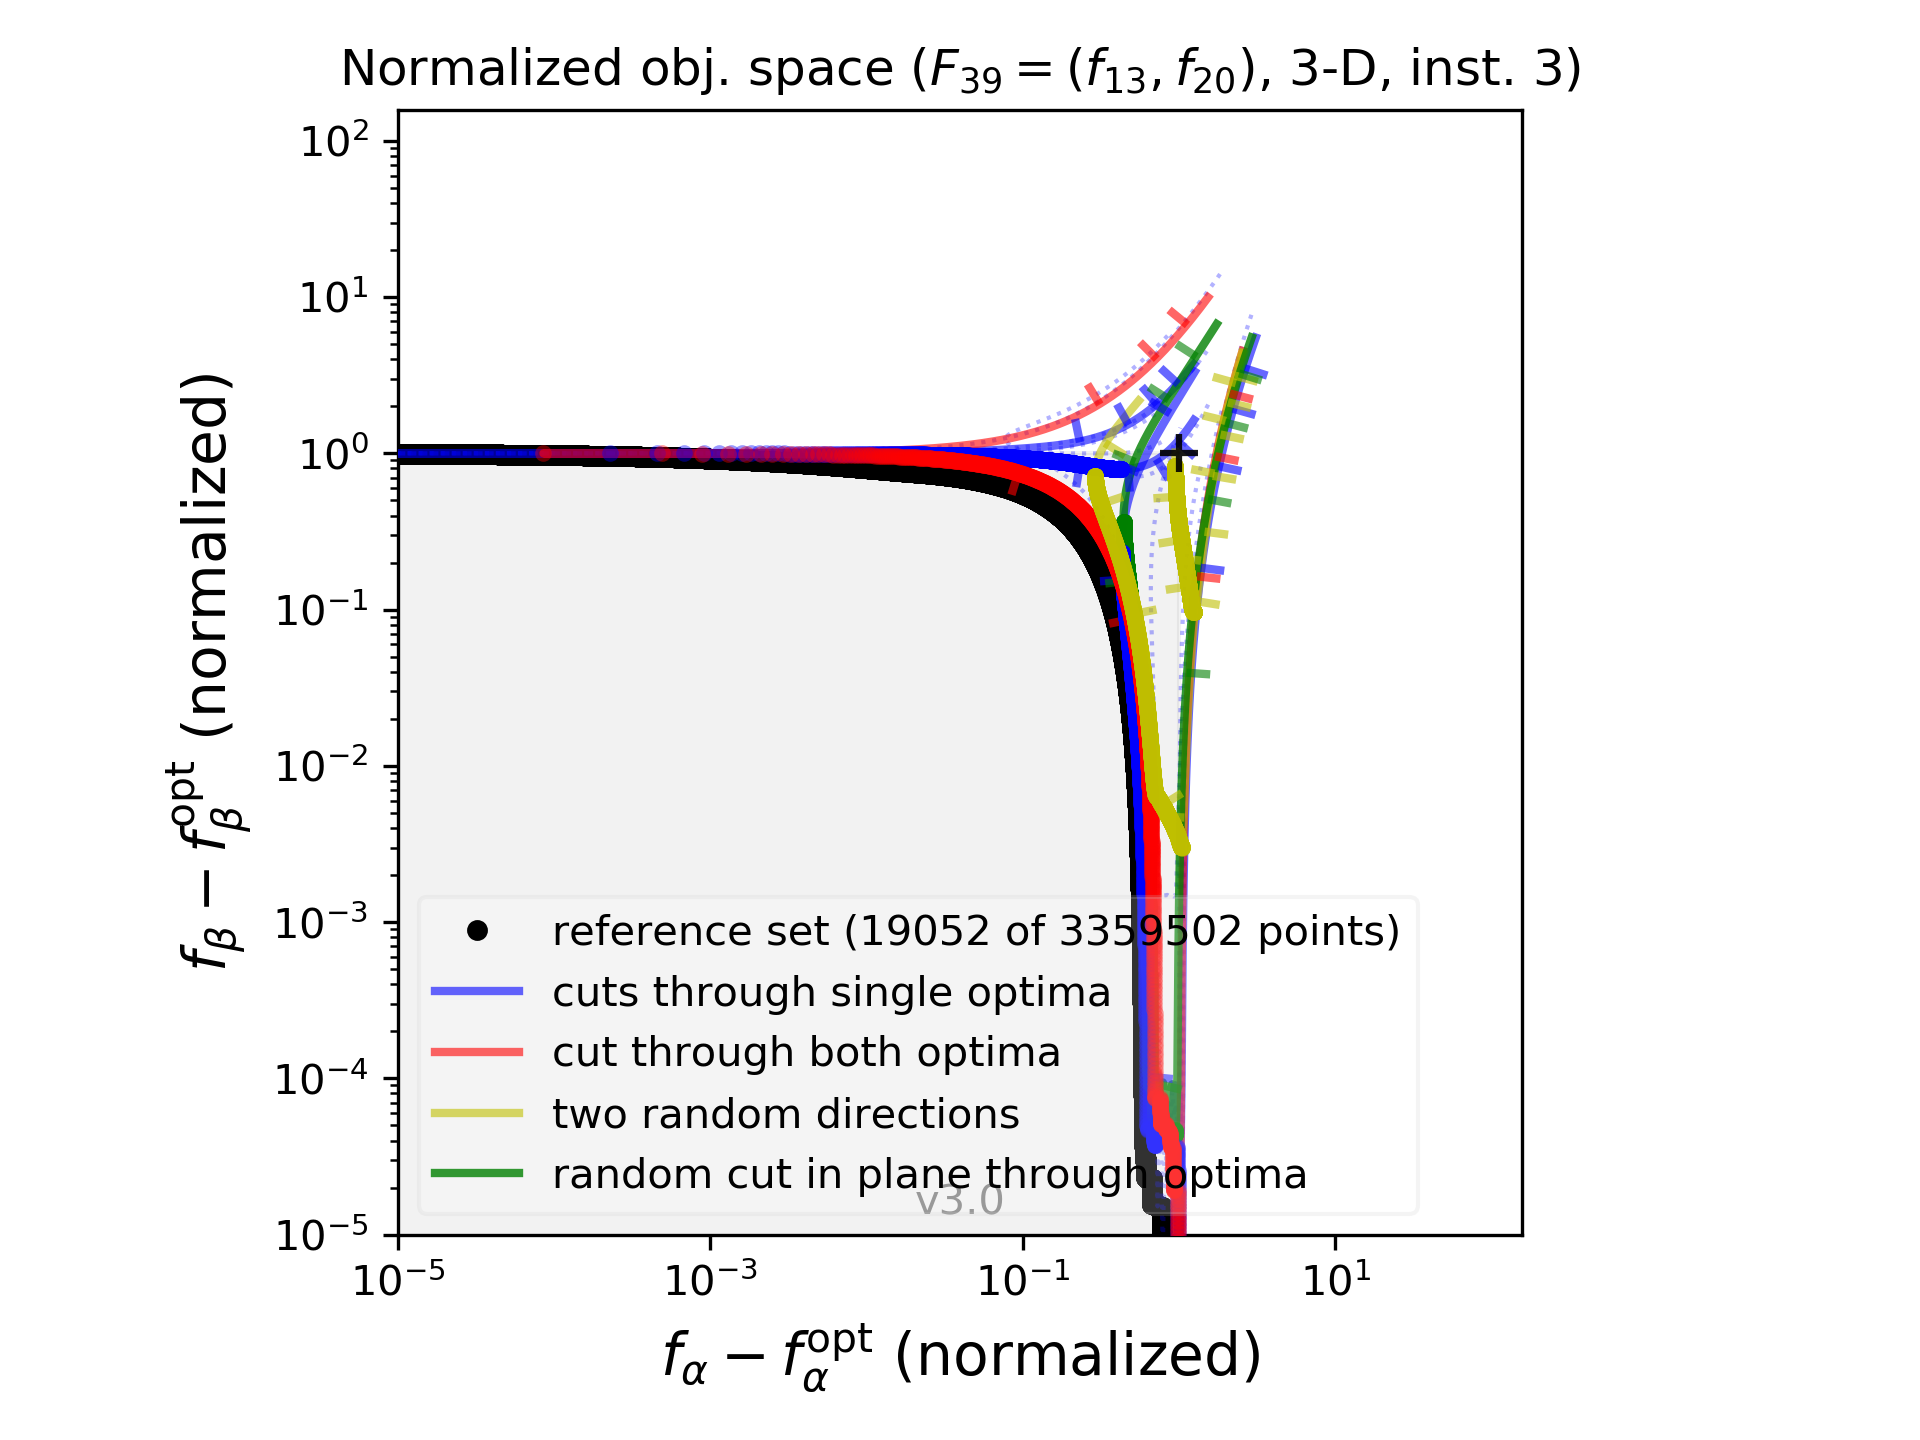 Normalized obj. space (F₃₉ = (f₁₃, f₂₀), 3-D, inst. 3)
10²
10¹
10⁰
10⁻¹
10⁻²
10⁻³
10⁻⁴
10⁻⁵
f_β − f_β^opt (normalized)
reference set (19052 of 3359502 points)
cuts through single optima
cut through both optima
two random directions
random cut in plane through optima
v3.0
10⁻⁵ 10⁻³ 10⁻¹ 10¹
f_α − f_α^opt (normalized)